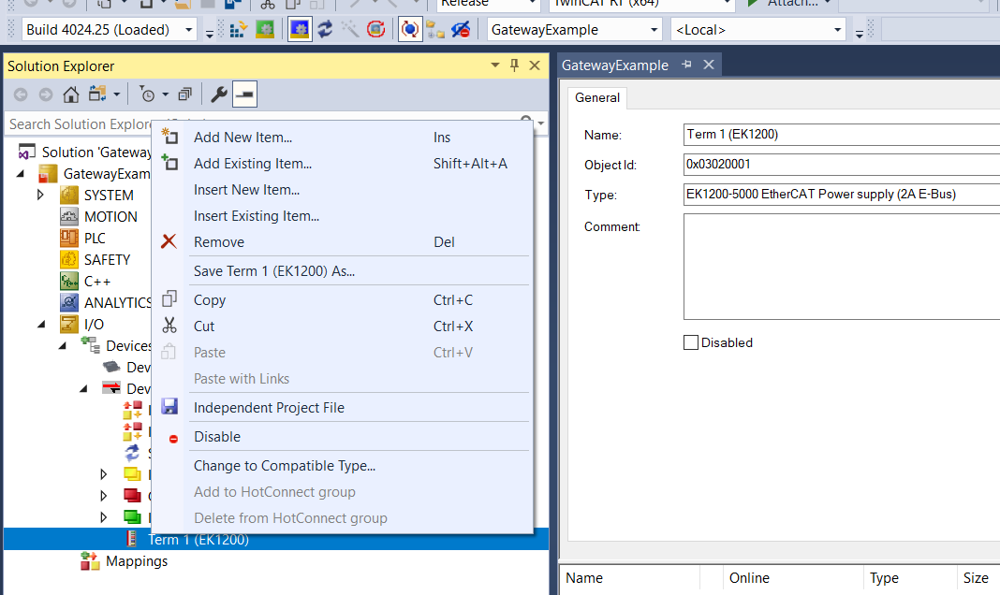 Release
TwinCAT RT (x64)
Attach...
Build 4024.25 (Loaded)
GatewayExample
<Local>
Solution Explorer
GatewayExample
Search Solution Explor
General
Solution 'Gateway
GatewayExam
SYSTEM
MOTION
PLC
SAFETY
C++
ANALYTICS
I/O
Devices
Dev
Dev
Term 1 (EK1200)
Mappings
Add New Item... Ins
Add Existing Item... Shift+Alt+A
Insert New Item...
Insert Existing Item...
Remove Del
Save Term 1 (EK1200) As...
Copy Ctrl+C
Cut Ctrl+X
Paste Ctrl+V
Paste with Links
Independent Project File
Disable
Change to Compatible Type...
Add to HotConnect group
Delete from HotConnect group
Name: Term 1 (EK1200)
Object Id: 0x03020001
Type: EK1200-5000 EtherCAT Power supply (2A E-Bus)
Comment:
Disabled
Name Online Type Size